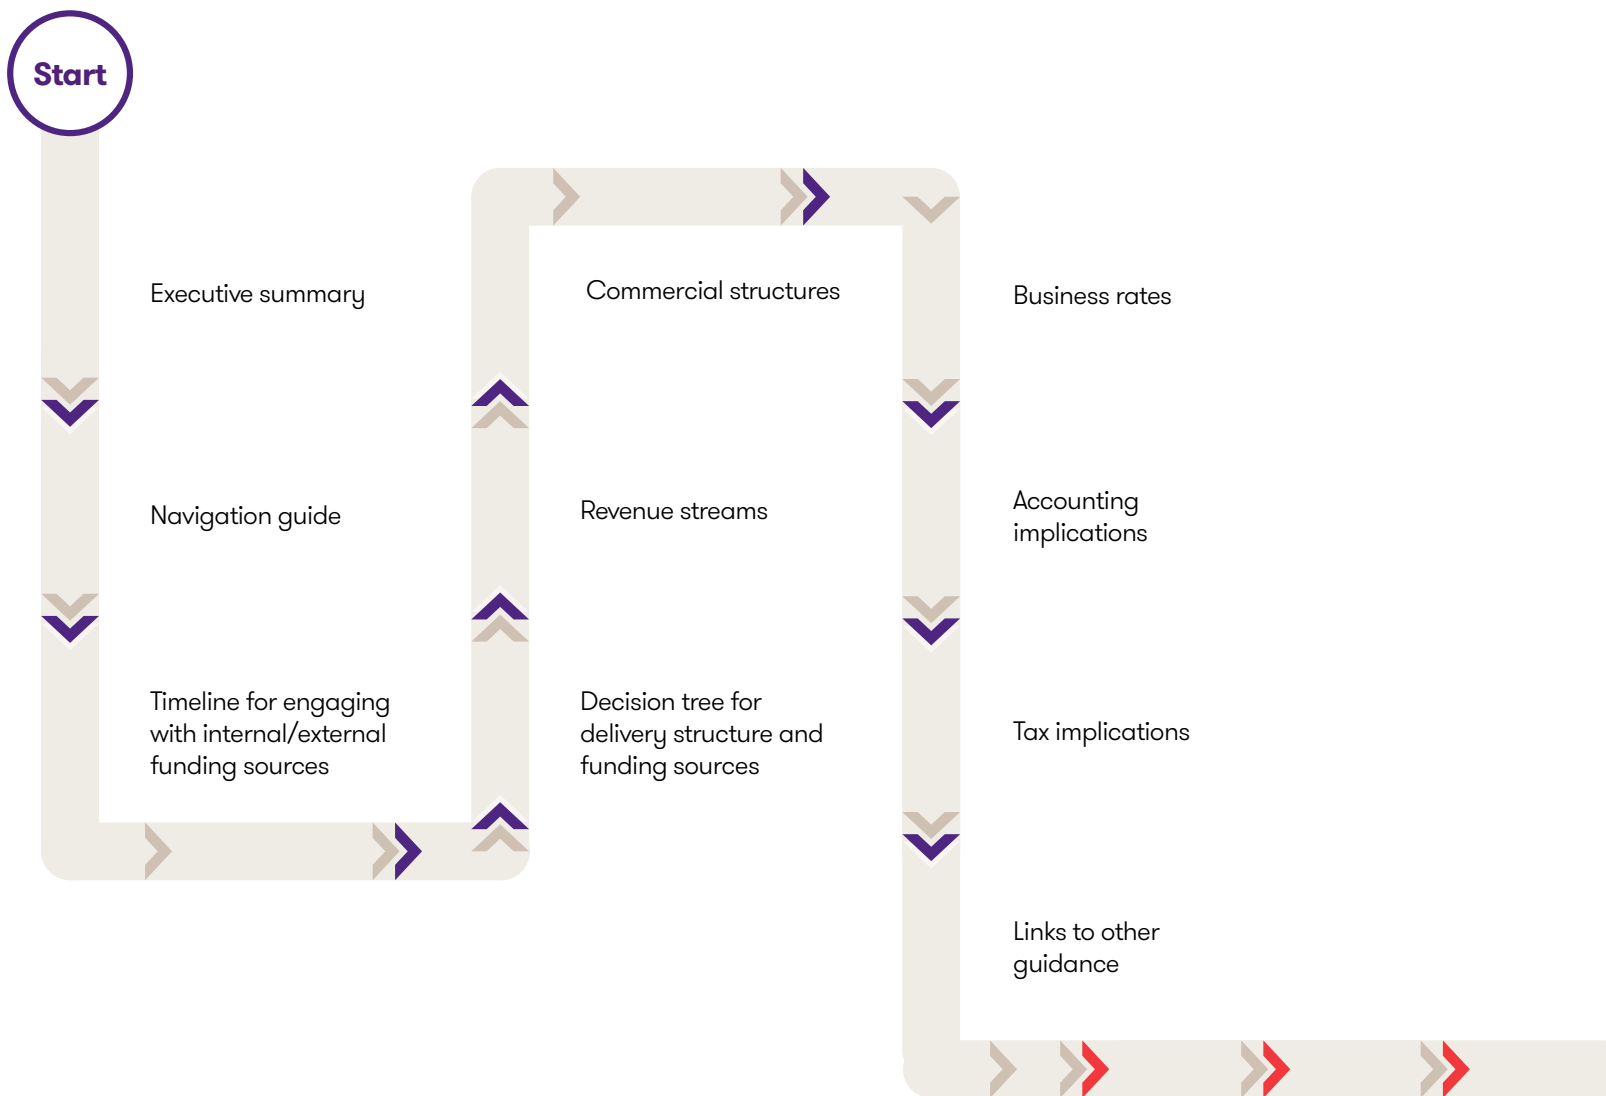 Start
Executive summary
Navigation guide
Timeline for engaging
with internal/external
funding sources
Decision tree for
delivery structure and
funding sources
Revenue streams
Commercial structures
Business rates
Accounting
implications
Tax implications
Links to other
guidance